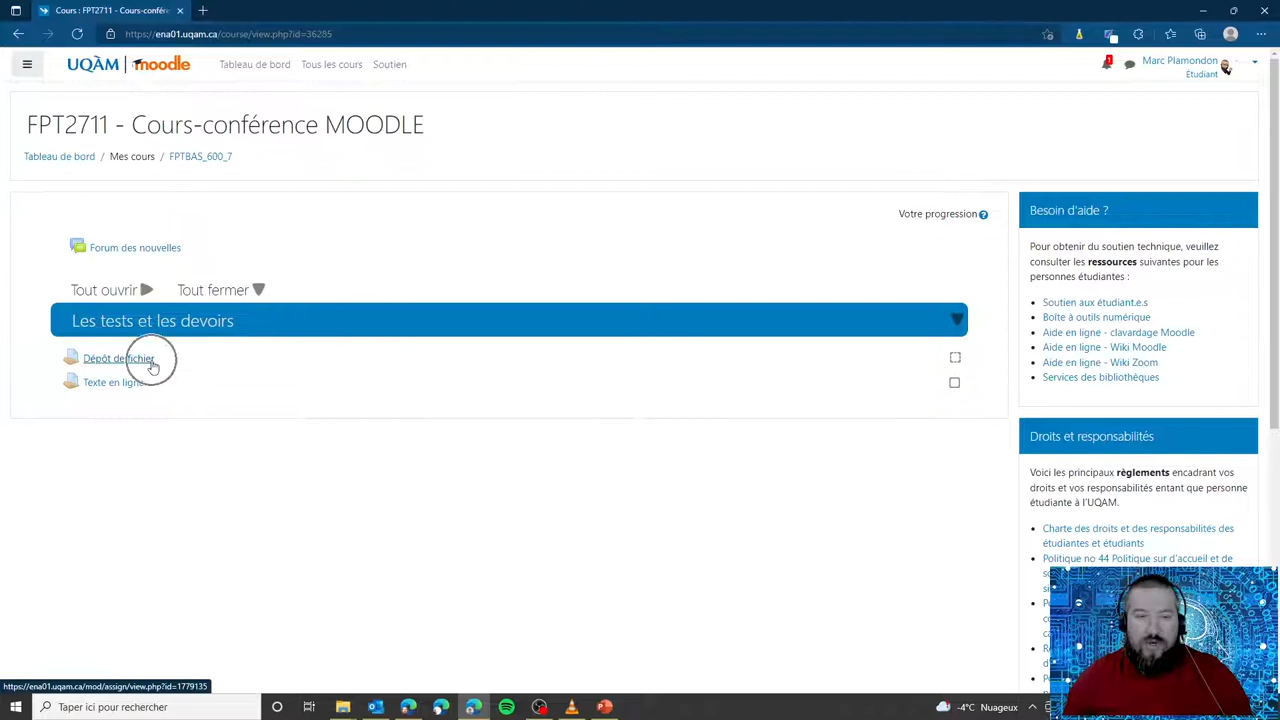 Cours : FPT2711 - Cours-conféren
https://ena01.uqam.ca/course/view.php?id=36285
UQÀM | moodle
Tableau de bord
Tous les cours
Soutien
1
Marc Plamondon
Étudiant
FPT2711 - Cours-conférence MOODLE
Tableau de bord / Mes cours / FPTBAS_600_7
Votre progression
Forum des nouvelles
Tout ouvrir
Tout fermer
Les tests et les devoirs
Dépôt de fichier
Texte en ligne
Besoin d'aide ?
Pour obtenir du soutien technique, veuillez
consulter les ressources suivantes pour les
personnes étudiantes :
Soutien aux étudiant.e.s
Boîte à outils numérique
Aide en ligne - clavardage Moodle
Aide en ligne - Wiki Moodle
Aide en ligne - Wiki Zoom
Services des bibliothèques
Droits et responsabilités
Voici les principaux règlements encadrant vos
droits et vos responsabilités entant que personne
étudiante à l'UQAM.
Charte des droits et des responsabilités des
étudiantes et étudiants
Politique no 44 Politique sur d'accueil et de
https://ena01.uqam.ca/mod/assign/view.php?id=1779135
Taper ici pour rechercher
-4°C Nuageux